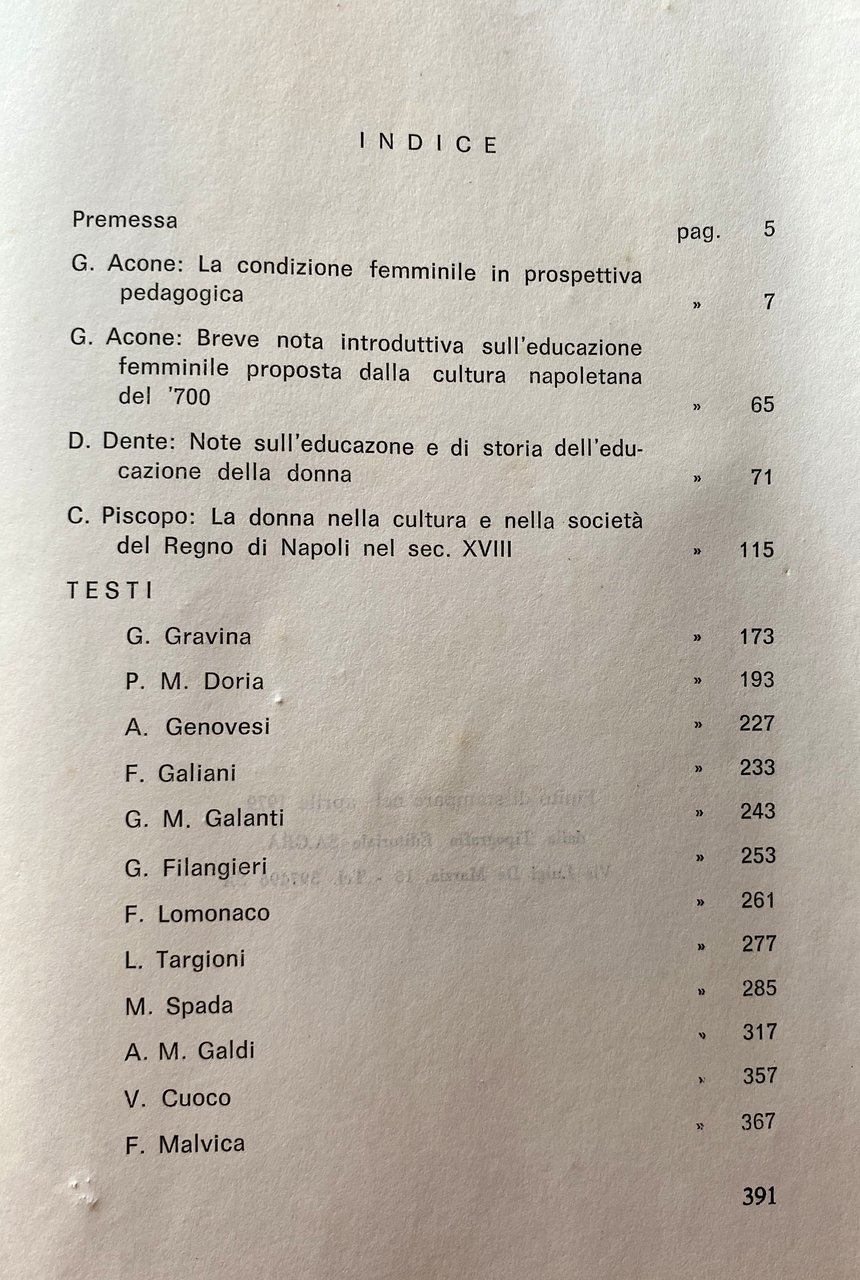 INDICE
Premessa pag. 5
G. Acone: La condizione femminile in prospettiva
pedagogica » 7
G. Acone: Breve nota introduttiva sull'educazione
femminile proposta dalla cultura napoletana
del '700 » 65
D. Dente: Note sull'educazone e di storia dell'edu-
cazione della donna » 71
C. Piscopo: La donna nella cultura e nella società
del Regno di Napoli nel sec. XVIII » 115
TESTI
G. Gravina » 173
P. M. Doria » 193
A. Genovesi » 227
F. Galiani » 233
G. M. Galanti » 243
G. Filangieri » 253
F. Lomonaco » 261
L. Targioni » 277
M. Spada » 285
A. M. Galdi » 317
V. Cuoco » 357
F. Malvica » 367
391